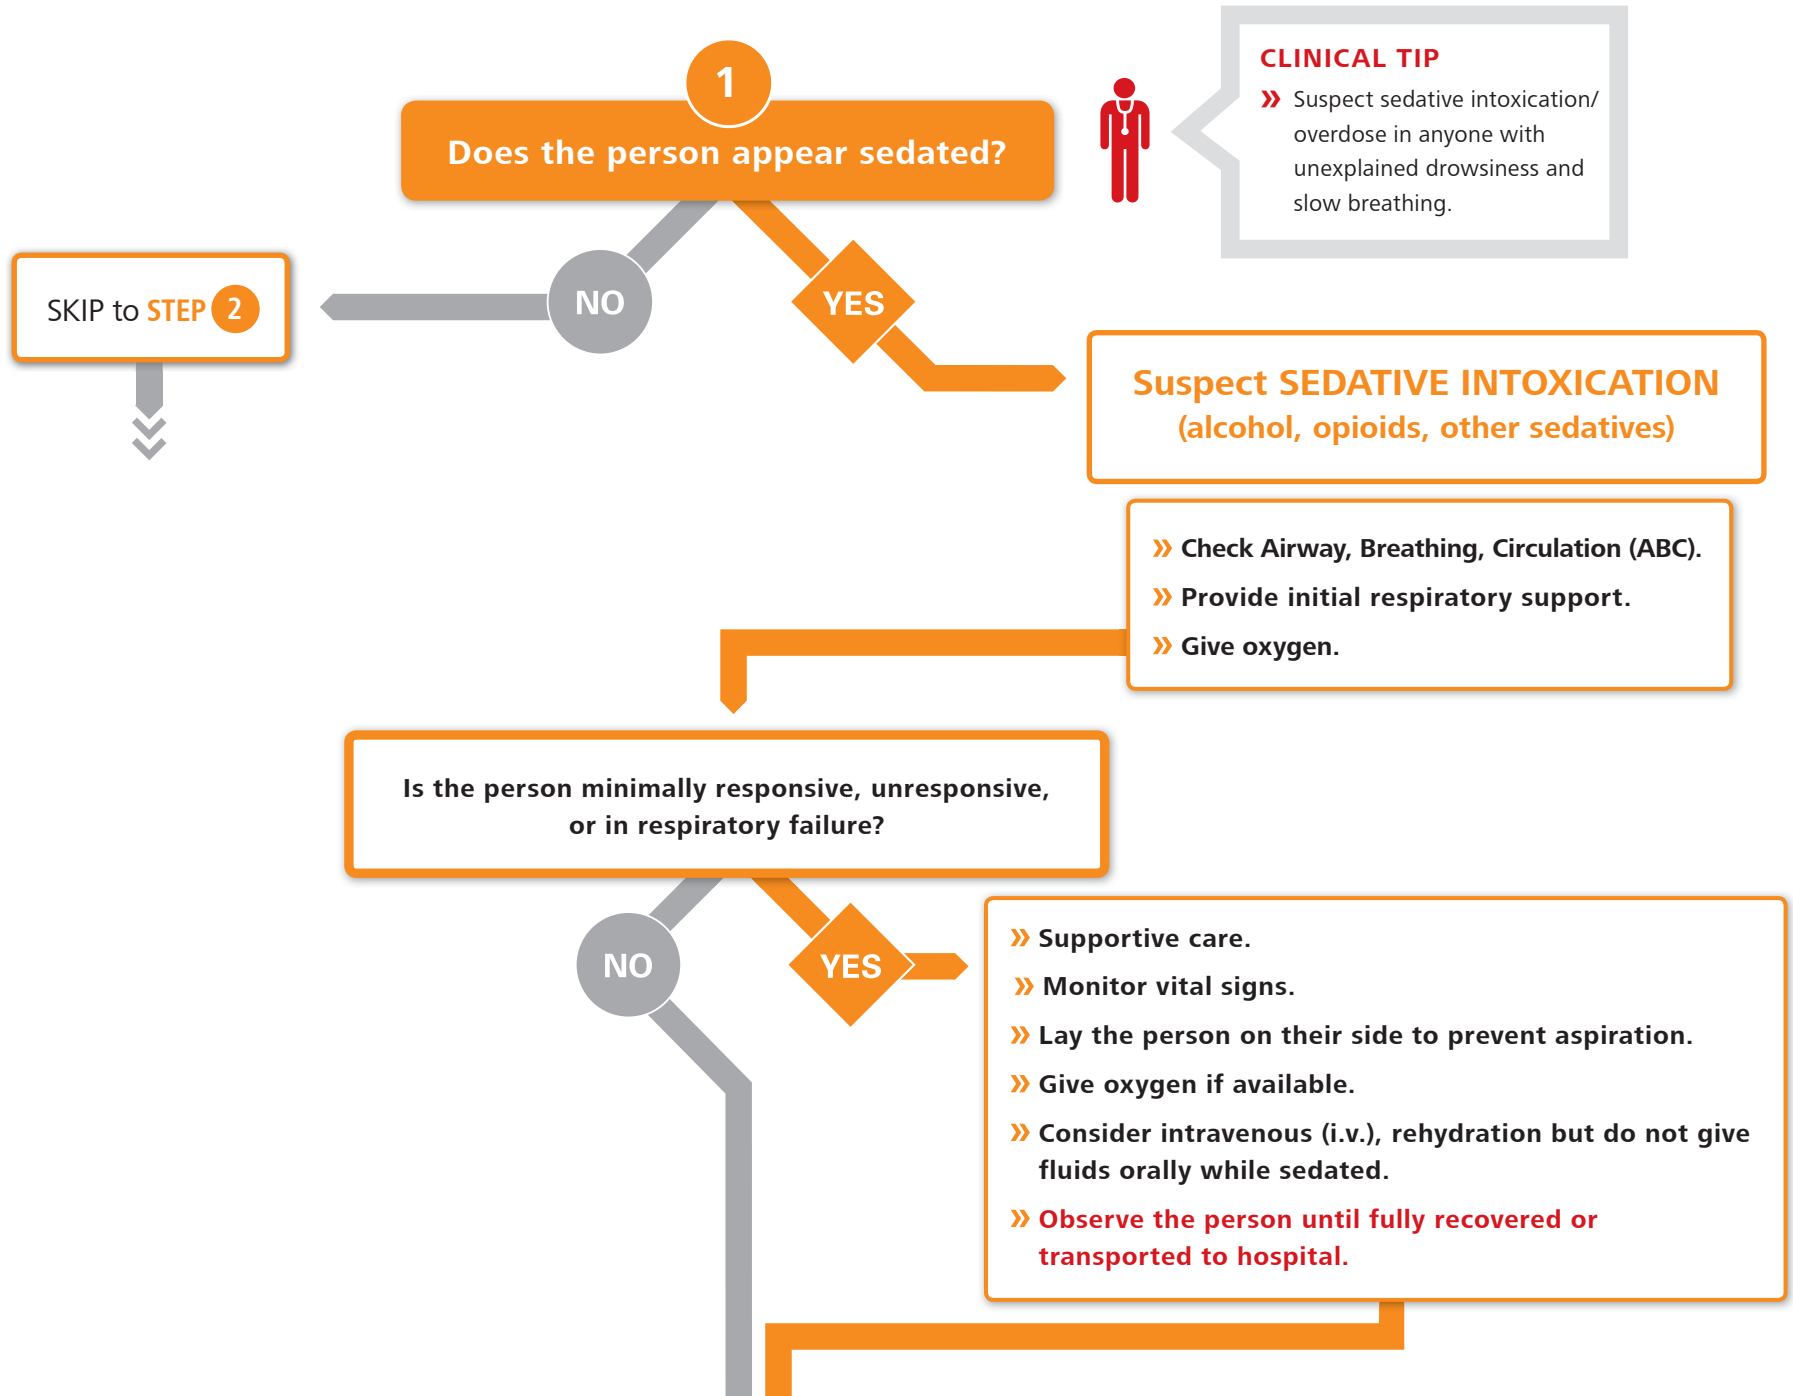 1
Does the person appear sedated?
CLINICAL TIP
» Suspect sedative intoxication/
overdose in anyone with
unexplained drowsiness and
slow breathing.
NO
YES
SKIP to STEP 2
Suspect SEDATIVE INTOXICATION
(alcohol, opioids, other sedatives)
» Check Airway, Breathing, Circulation (ABC).
» Provide initial respiratory support.
» Give oxygen.
Is the person minimally responsive, unresponsive,
or in respiratory failure?
NO
YES
» Supportive care.
» Monitor vital signs.
» Lay the person on their side to prevent aspiration.
» Give oxygen if available.
» Consider intravenous (i.v.), rehydration but do not give
fluids orally while sedated.
» Observe the person until fully recovered or
transported to hospital.